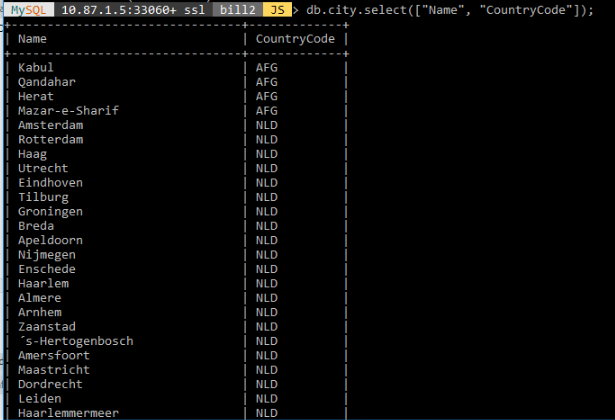 MySQL 10.87.1.5:33060+ ssl bill2 JS > db.city.select(["Name", "CountryCode"]);
+-------------------------------+-------------+
| Name | CountryCode |
+-------------------------------+-------------+
| Kabul | AFG |
| Qandahar | AFG |
| Herat | AFG |
| Mazar-e-Sharif | AFG |
| Amsterdam | NLD |
| Rotterdam | NLD |
| Haag | NLD |
| Utrecht | NLD |
| Eindhoven | NLD |
| Tilburg | NLD |
| Groningen | NLD |
| Breda | NLD |
| Apeldoorn | NLD |
| Nijmegen | NLD |
| Enschede | NLD |
| Haarlem | NLD |
| Almere | NLD |
| Arnhem | NLD |
| Zaanstad | NLD |
| ´s-Hertogenbosch | NLD |
| Amersfoort | NLD |
| Maastricht | NLD |
| Dordrecht | NLD |
| Leiden | NLD |
| Haarlemmermeer | NLD |